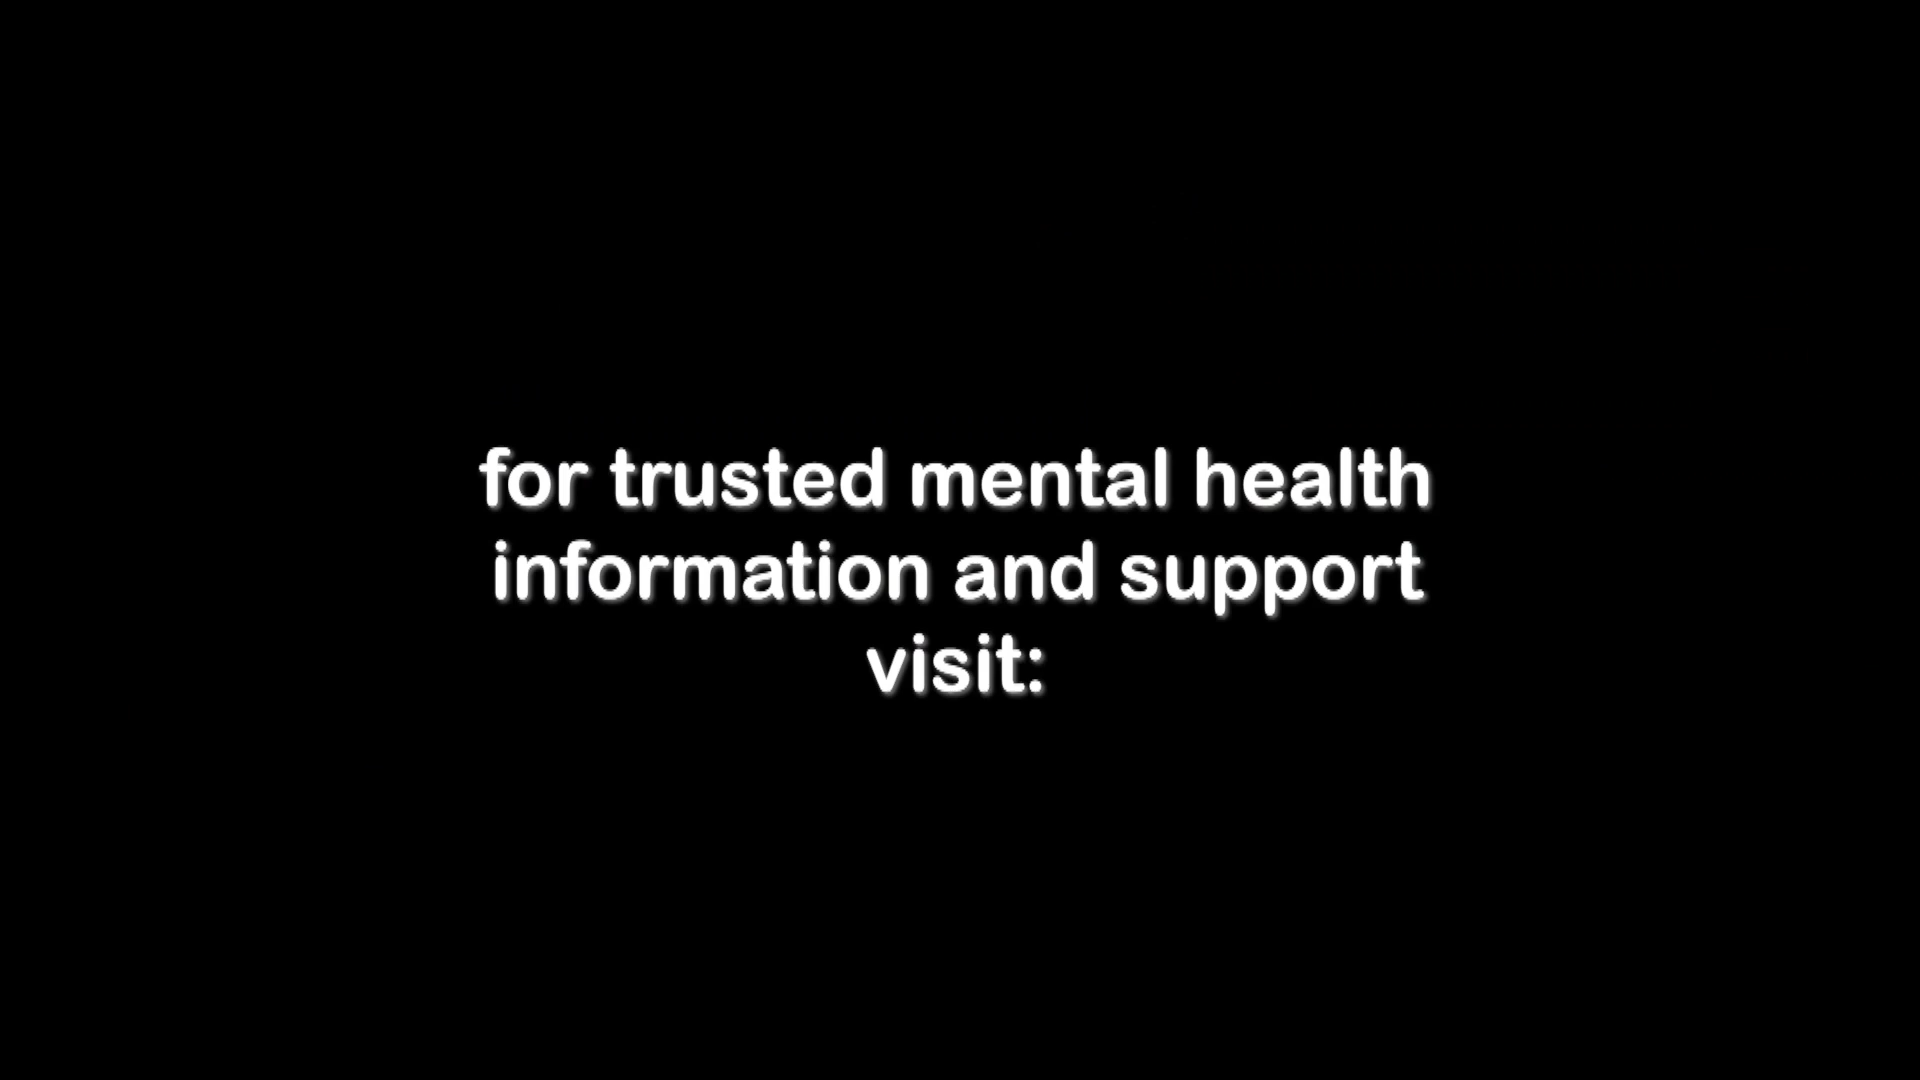 for trusted mental health
information and support
visit: